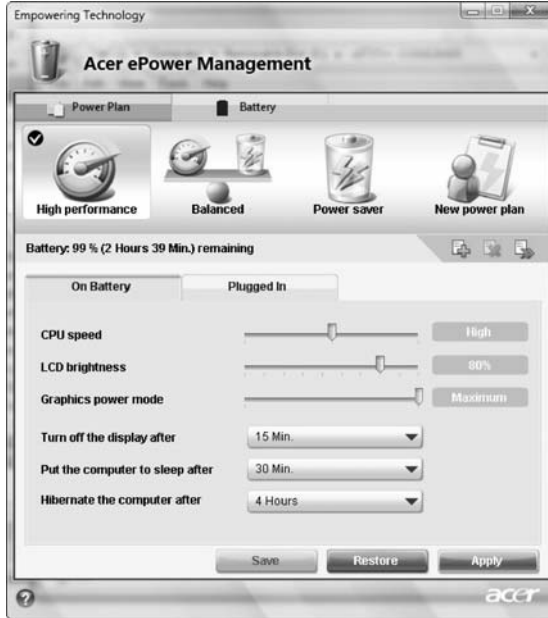 Empowering Technology
Acer ePower Management
Power Plan Battery
High performance Balanced Power saver New power plan
Battery: 99 % (2 Hours 39 Min.) remaining
On Battery Plugged In
CPU speed High
LCD brightness 80%
Graphics power mode Maximum
Turn off the display after 15 Min.
Put the computer to sleep after 30 Min.
Hibernate the computer after 4 Hours
Save Restore Apply
acer